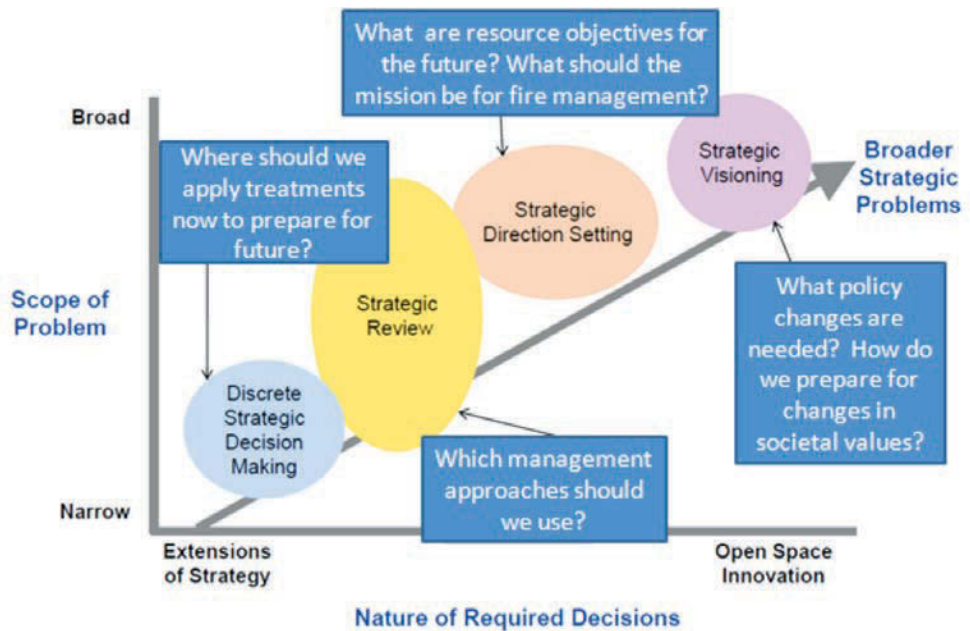 What are resource objectives for
the future? What should the
mission be for fire management?
Broad
Where should we
apply treatments
now to prepare for
future?
Strategic
Visioning
Broader
Strategic
Problems
Strategic
Direction Setting
Scope of
Problem
Strategic
Review
What policy
changes are
needed? How do
we prepare for
changes in
societal values?
Discrete
Strategic
Decision
Making
Which management
approaches should
we use?
Narrow
Extensions
of Strategy
Open Space
Innovation
Nature of Required Decisions